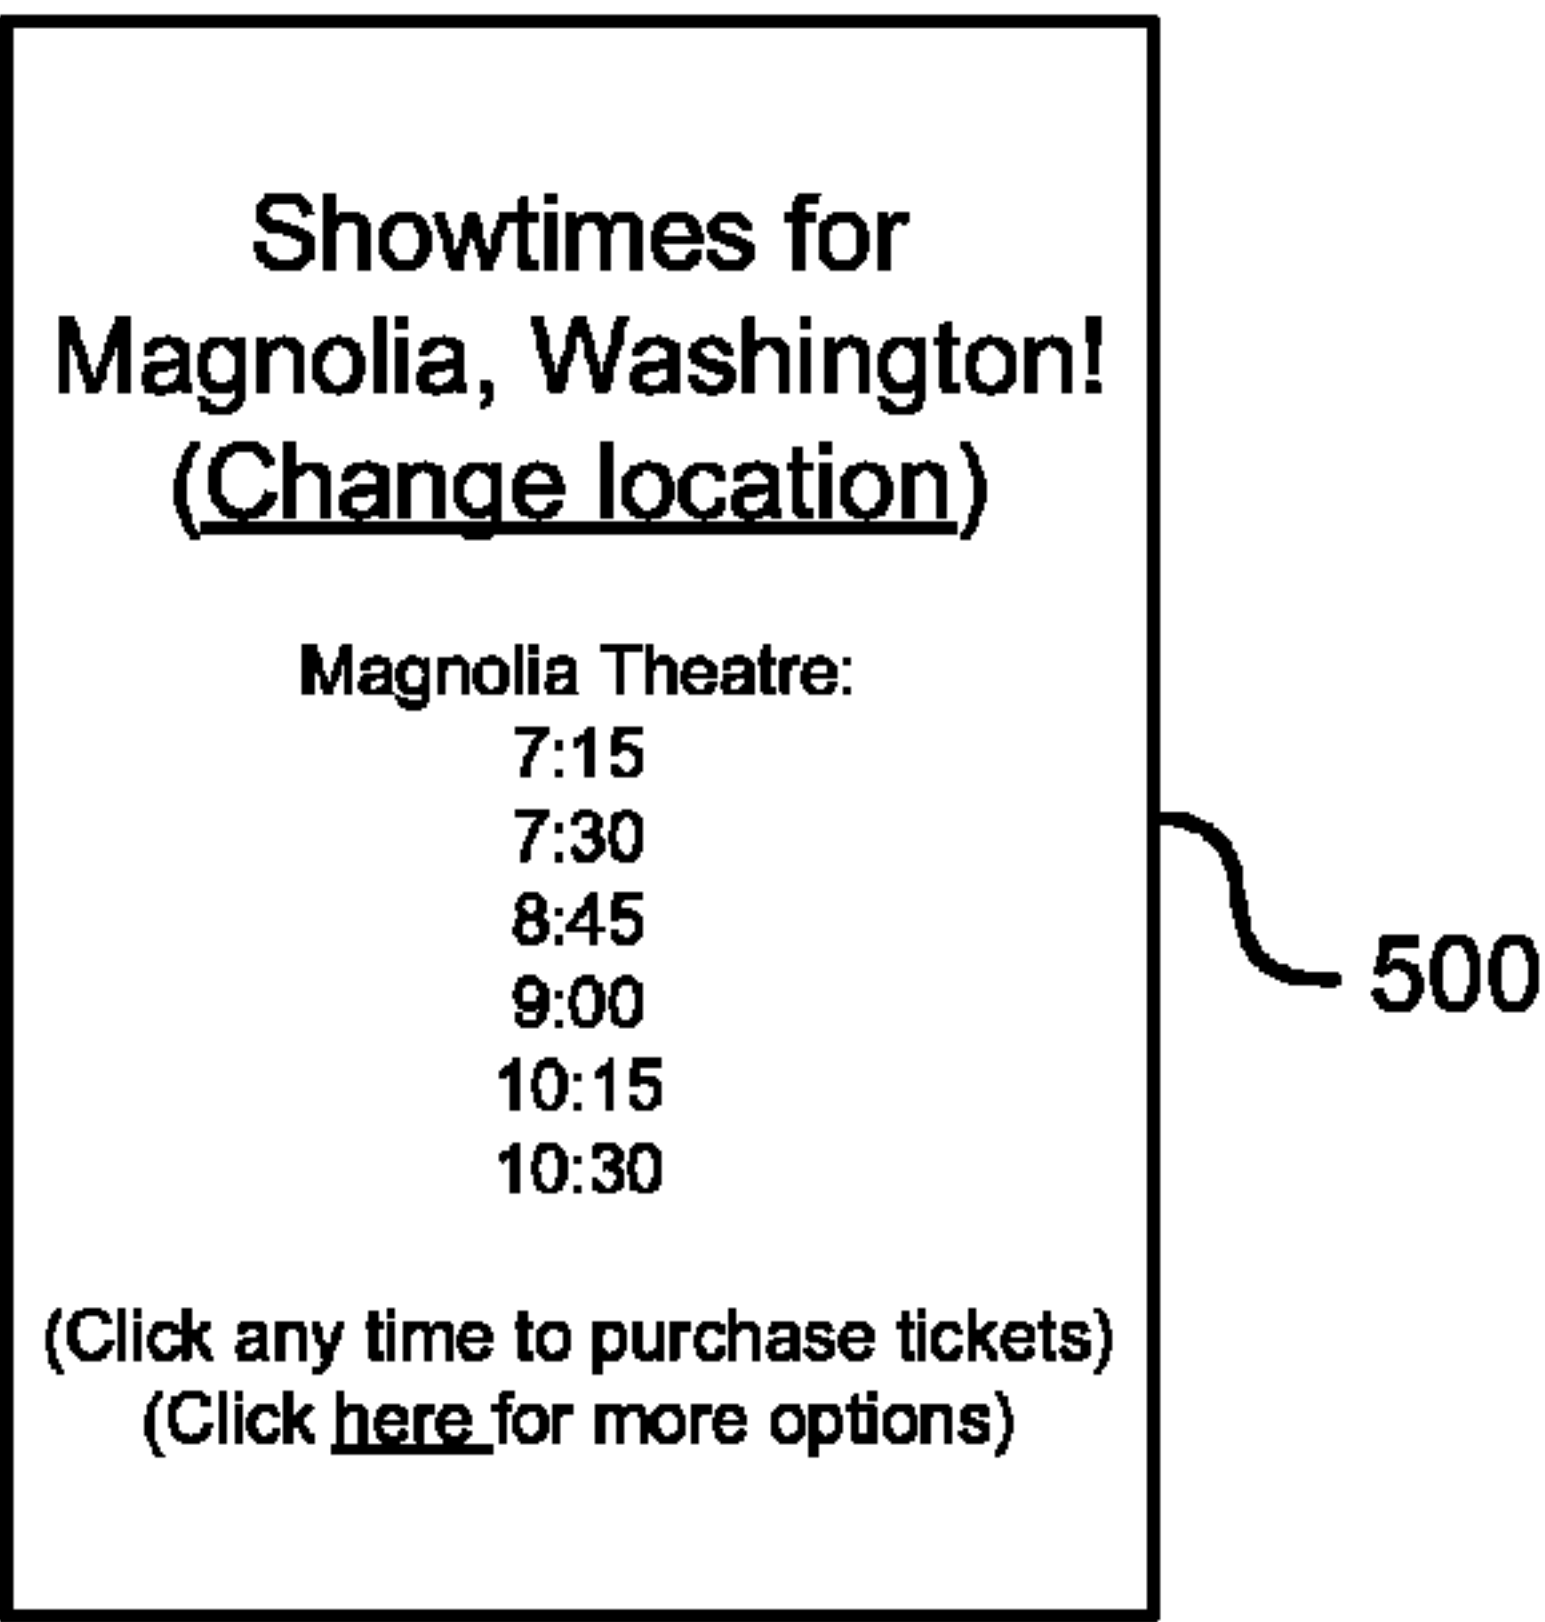 Showtimes for
Magnolia, Washington!
(Change location)
Magnolia Theatre:
7:15
7:30
8:45
9:00
10:15
10:30
(Click any time to purchase tickets)
(Click here for more options)
500